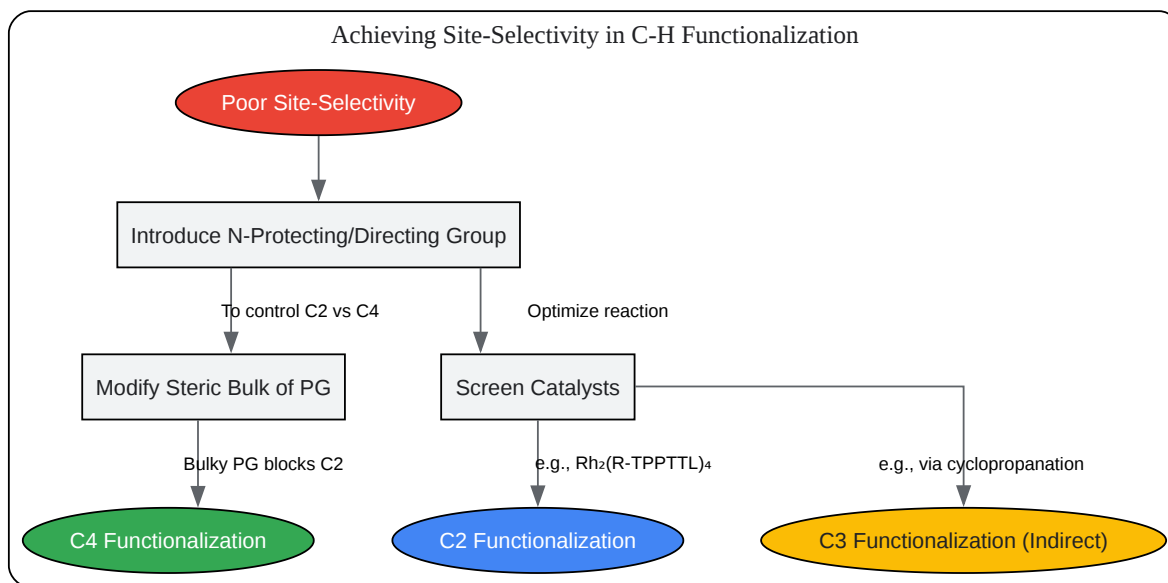 Achieving Site-Selectivity in C-H Functionalization
Poor Site-Selectivity
Introduce N-Protecting/Directing Group
To control C2 vs C4
Optimize reaction
Modify Steric Bulk of PG
Screen Catalysts
Bulky PG blocks C2
e.g., Rh₂(R-TPPTTL)₄
e.g., via cyclopropanation
C4 Functionalization
C2 Functionalization
C3 Functionalization (Indirect)